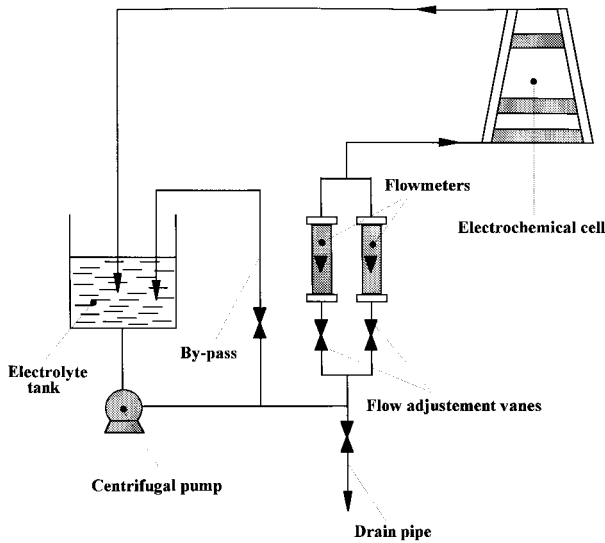 Flowmeters
Electrochemical cell
By-pass
Electrolyte
tank
Flow adjustement vanes
Centrifugal pump
Drain pipe